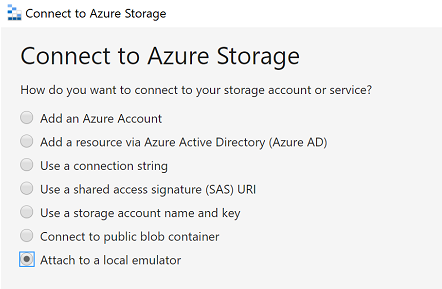 Connect to Azure Storage
Connect to Azure Storage
How do you want to connect to your storage account or service?
Add an Azure Account
Add a resource via Azure Active Directory (Azure AD)
Use a connection string
Use a shared access signature (SAS) URI
Use a storage account name and key
Connect to public blob container
Attach to a local emulator